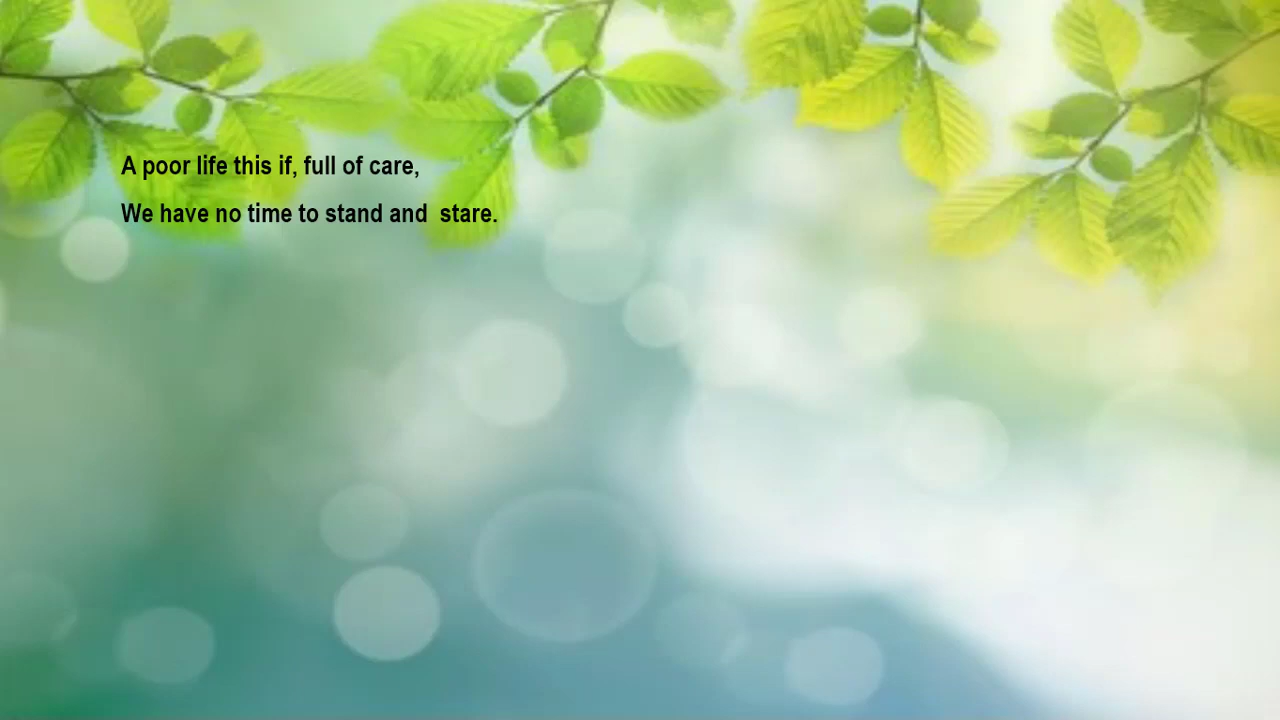 A poor life this if, full of care,
We have no time to stand and  stare.